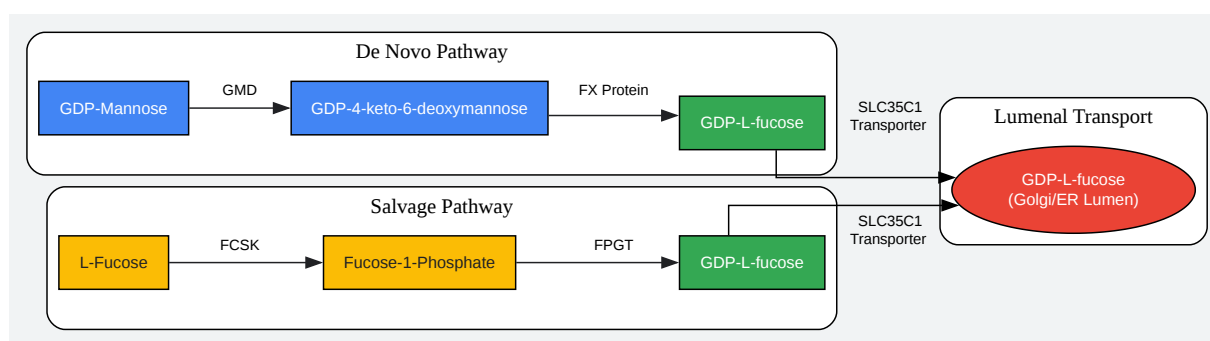 De Novo Pathway
GDP-Mannose
GMD
GDP-4-keto-6-deoxymannose
FX Protein
GDP-L-fucose
SLC35C1
Transporter
Lumenal Transport
GDP-L-fucose
(Golgi/ER Lumen)
Salvage Pathway
L-Fucose
FCSK
Fucose-1-Phosphate
FPGT
GDP-L-fucose
SLC35C1
Transporter